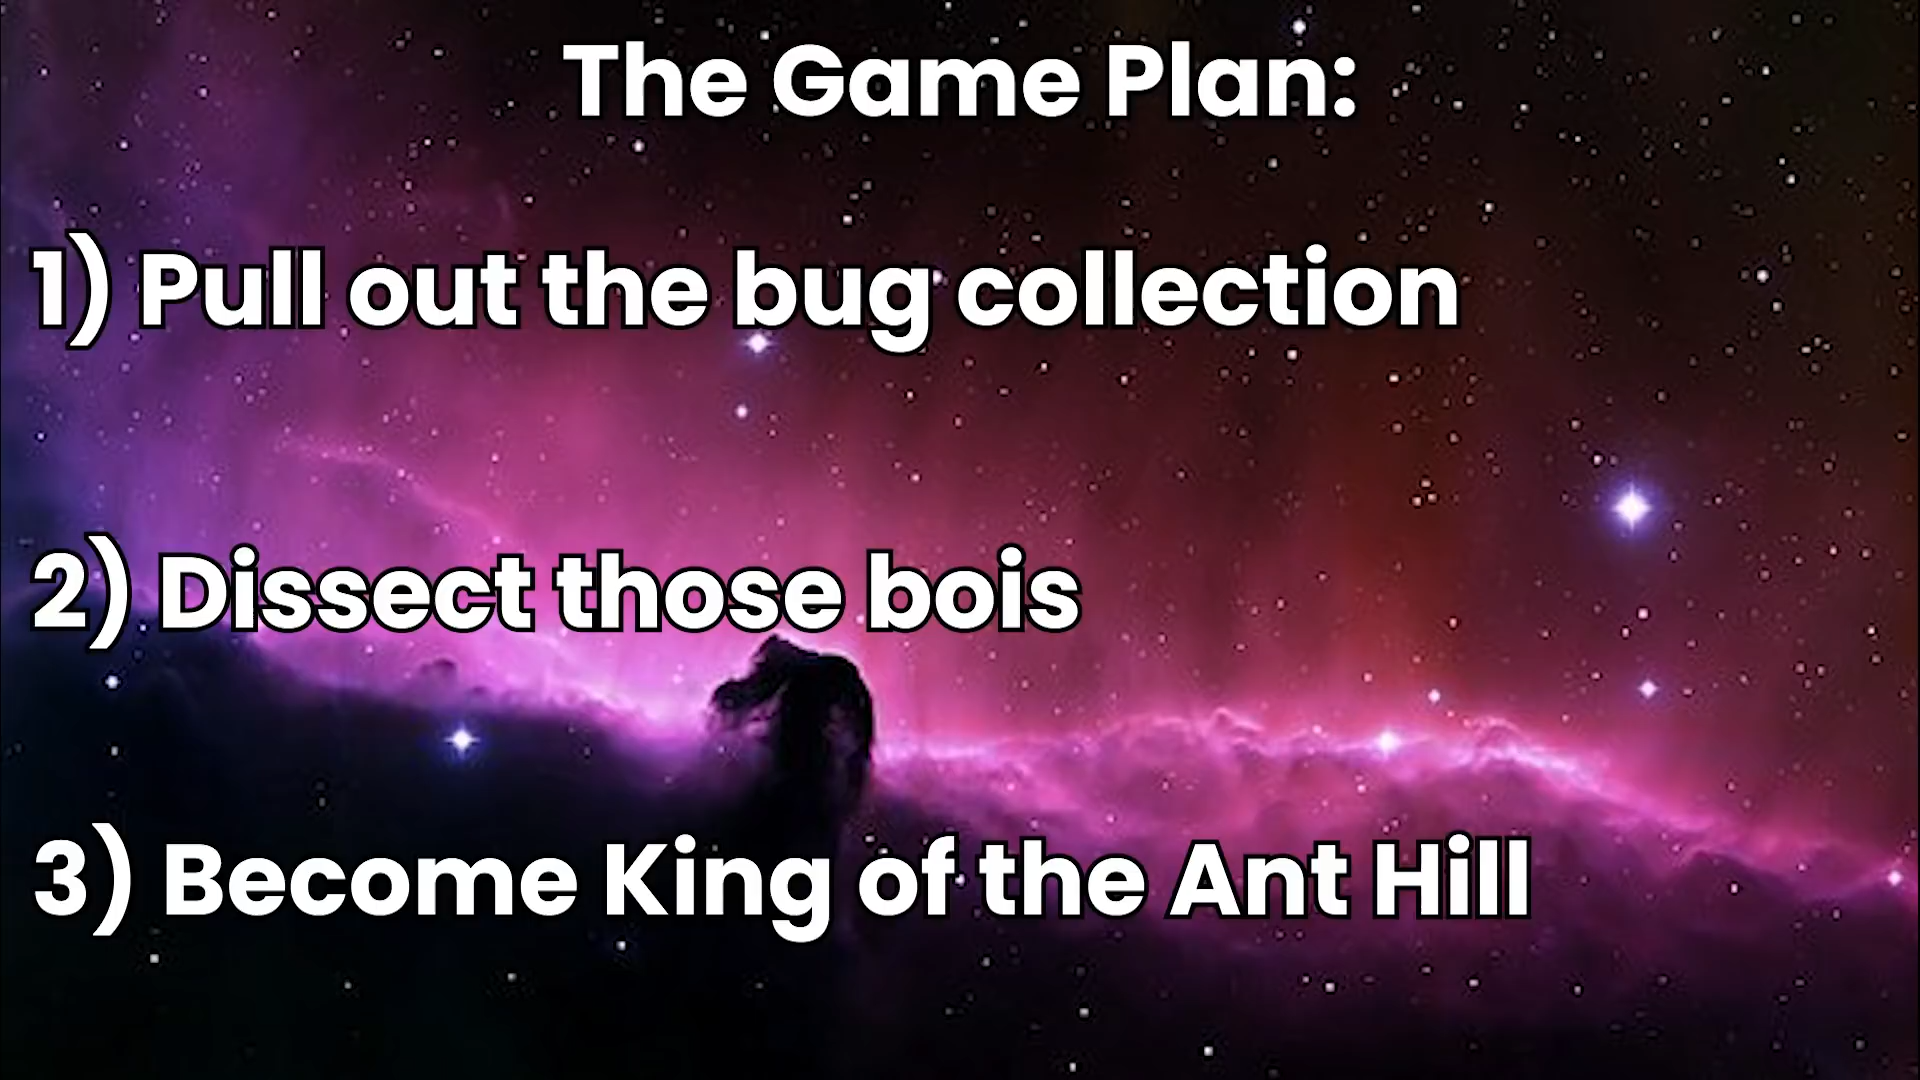 The Game Plan:
1) Pull out the bug collection
2) Dissect those bois
3) Become King of the Ant Hill